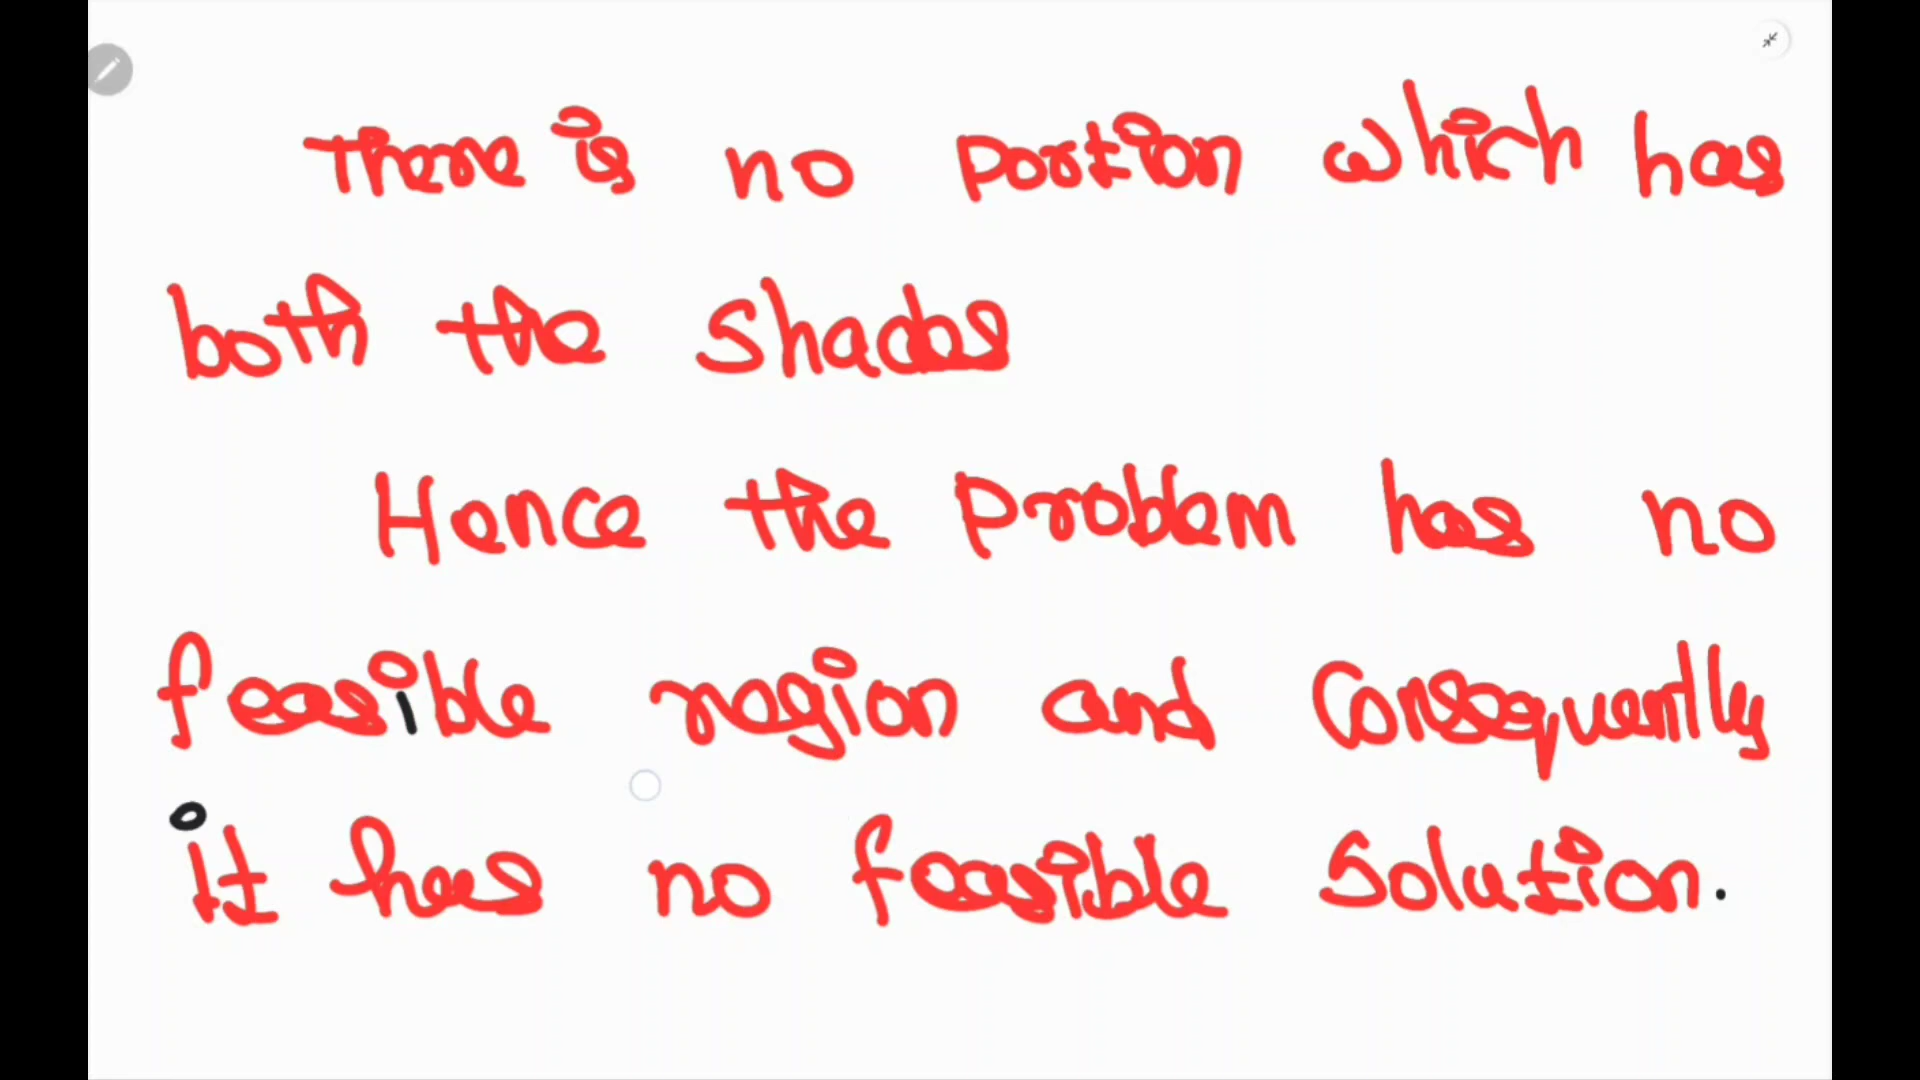 There is no portion which has
both the shades
Hence the problem has no
feasible region and Consequently
it has no feasible Solution.